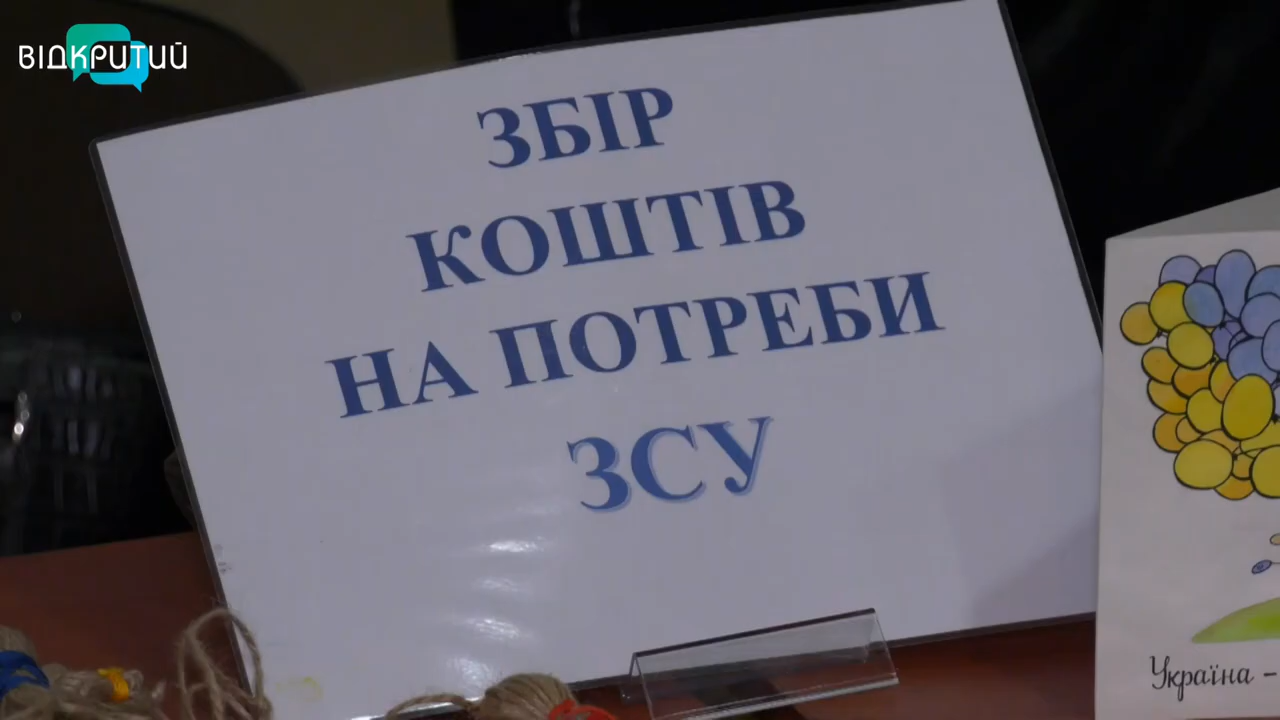 ВІДКРИТИЙ
ЗБІР
КОШТІВ
НА ПОТРЕБИ
ЗСУ
Україна –